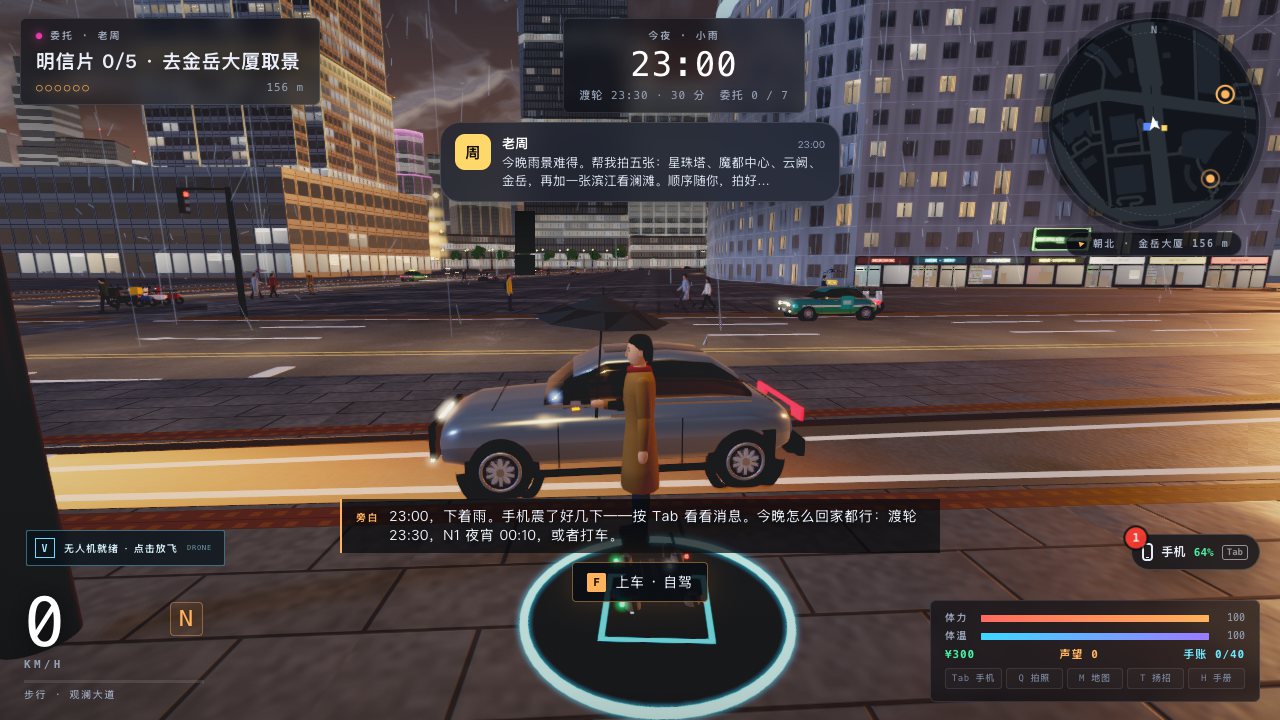 委托 · 老周
明信片 0/5 · 去金岳大厦取景
156 m
今夜 · 小雨
23:00
渡轮 23:30 · 30 分 委托 0 / 7
周
老周
23:00
今晚雨景难得。帮我拍五张：星珠塔、魔都中心、云阙、
金岳，再加一张滨江看澜滩。顺序随你，拍好…
N
朝北 · 金岳大厦 156 m
旁白
23:00，下着雨。手机震了好几下——按 Tab 看看消息。今晚怎么回家都行：渡轮
23:30，N1 夜宵 00:10，或者打车。
F 上车 · 自驾
V 无人机就绪 · 点击放飞 DRONE
0
N
KM/H
步行 · 观澜大道
1
手机 64% Tab
体力 100
体温 100
¥300 声望 0 手账 0/40
Tab 手机 Q 拍照 M 地图 T 扬招 H 手册